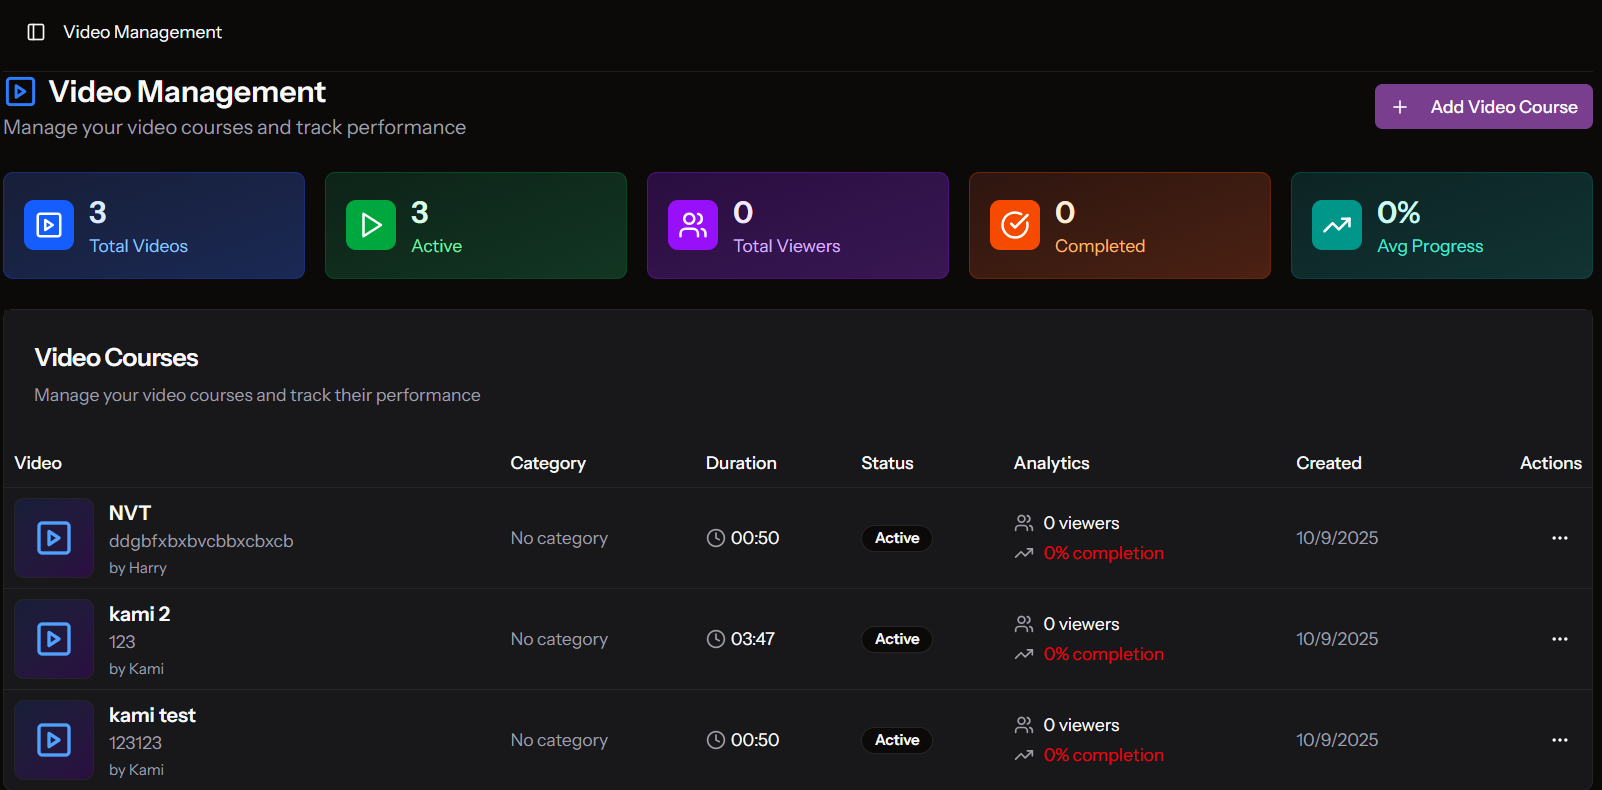 Video Management
Video Management
Manage your video courses and track performance
+ Add Video Course
3
Total Videos
3
Active
0
Total Viewers
0
Completed
0%
Avg Progress
Video Courses
Manage your video courses and track their performance
Video Category Duration Status Analytics Created Actions
NVT
ddgbfxbxbvcbbxcbxcb
by Harry
No category
00:50
Active
0 viewers
0% completion
10/9/2025
kami 2
123
by Kami
No category
03:47
Active
0 viewers
0% completion
10/9/2025
kami test
123123
by Kami
No category
00:50
Active
0 viewers
0% completion
10/9/2025